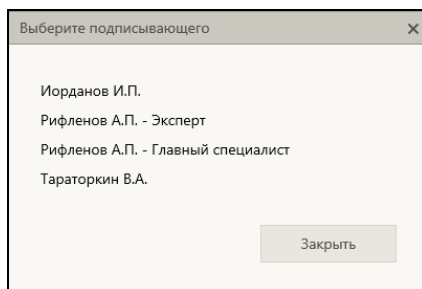 Выберите подписывающего
Иорданов И.П.
Рифленов А.П. - Эксперт
Рифленов А.П. - Главный специалист
Тараторкин В.А.
Закрыть